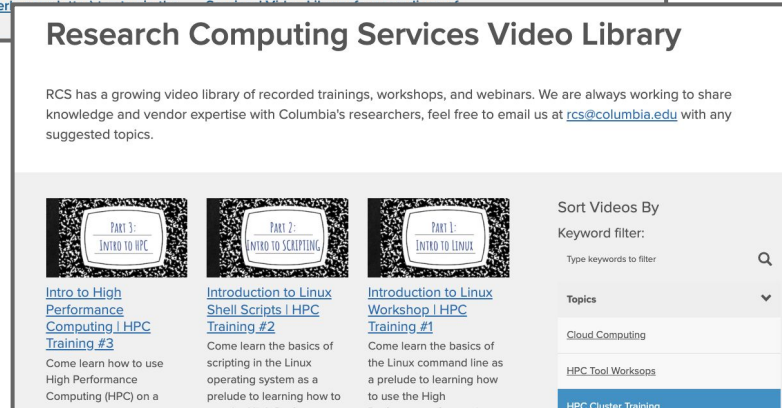 Research Computing Services Video Library
RCS has a growing video library of recorded trainings, workshops, and webinars. We are always working to share
knowledge and vendor expertise with Columbia's researchers, feel free to email us at rcs@columbia.edu with any
suggested topics.
PART 3:
INTRO TO HPC
Intro to High
Performance
Computing | HPC
Training #3
Come learn how to use
High Performance
Computing (HPC) on a
PART 2:
INTRO TO SCRIPTING
Introduction to Linux
Shell Scripts | HPC
Training #2
Come learn the basics of
scripting in the Linux
operating system as a
prelude to learning how to
PART 1:
INTRO TO LINUX
Introduction to Linux
Workshop | HPC
Training #1
Come learn the basics of
the Linux command line as
a prelude to learning how
to use the High
Sort Videos By
Keyword filter:
Type keywords to filter
Topics
Cloud Computing
HPC Tool Worksops
HPC Cluster Training